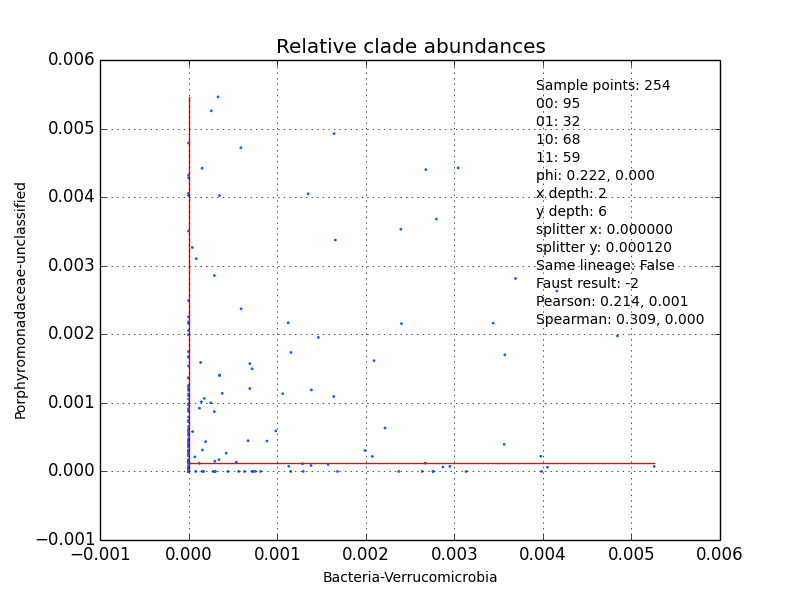 Relative clade abundances
0.006
0.005
0.004
0.003
0.002
0.001
0.000
−0.001
Porphyromonadaceae-unclassified
Sample points: 254
00: 95
01: 32
10: 68
11: 59
phi: 0.222, 0.000
x depth: 2
y depth: 6
splitter x: 0.000000
splitter y: 0.000120
Same lineage: False
Faust result: -2
Pearson: 0.214, 0.001
Spearman: 0.309, 0.000
−0.001 0.000 0.001 0.002 0.003 0.004 0.005 0.006
Bacteria-Verrucomicrobia